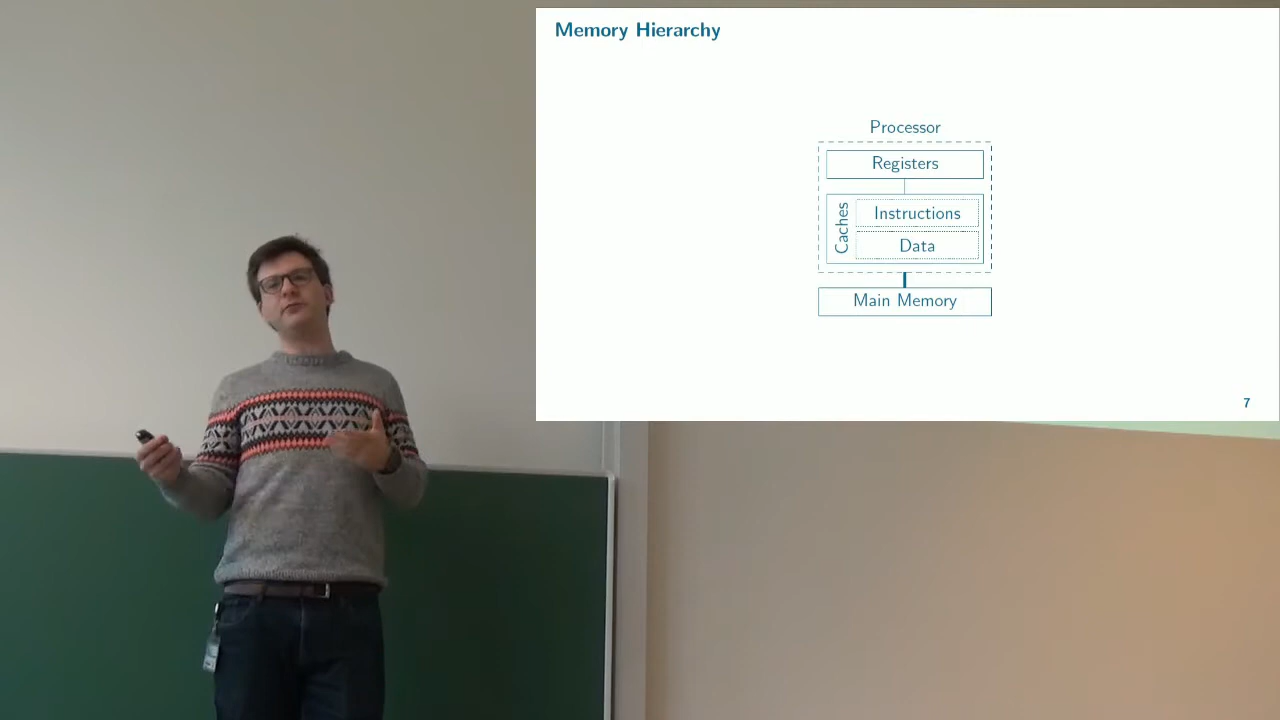 Memory Hierarchy
Processor
Registers
Caches
Instructions
Data
Main Memory
7